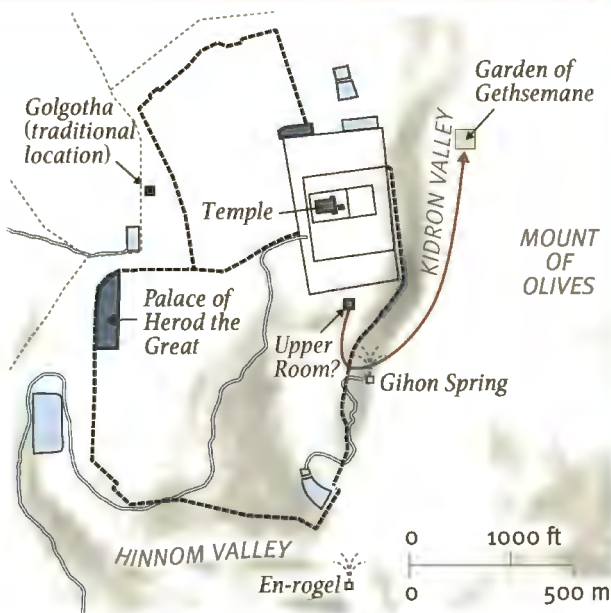 Golgotha
(traditional
location)
Garden of
Gethsemane
KIDRON VALLEY
Temple
MOUNT
OF
OLIVES
Palace of
Herod the
Great
Upper
Room?
Gihon Spring
HINNOM VALLEY
En-rogel
0 1000 ft
0 500 m